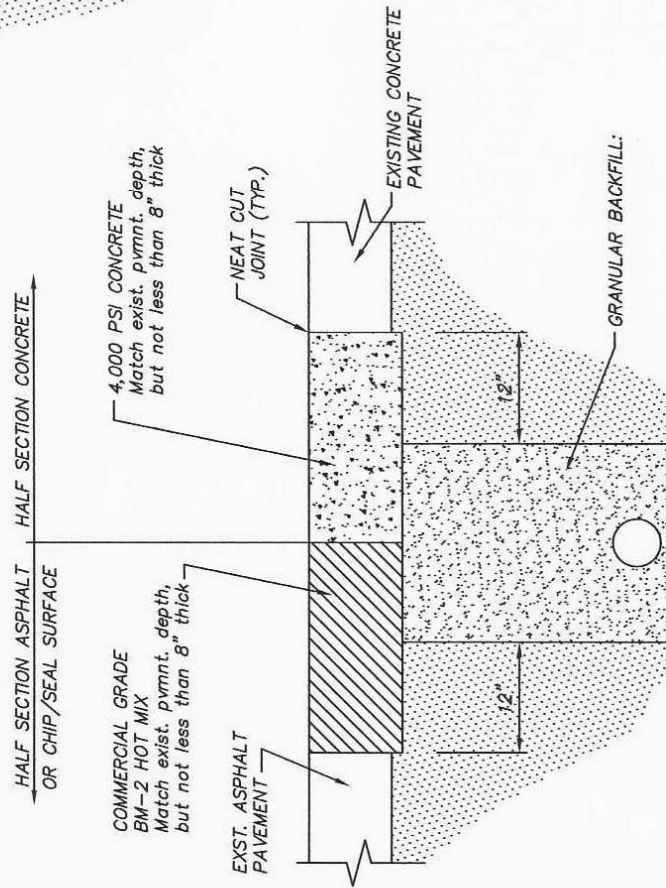 HALF SECTION ASPHALT
OR CHIP/SEAL SURFACE
HALF SECTION CONCRETE
COMMERCIAL GRADE
BM-2 HOT MIX
Match exist. pvmnt. depth,
but not less than 8" thick
4,000 PSI CONCRETE
Match exist. pvmnt. depth,
but not less than 8" thick
EXST. ASPHALT
PAVEMENT
NEAT CUT
JOINT (TYP.)
EXISTING CONCRETE
PAVEMENT
12"
12"
GRANULAR BACKFILL: